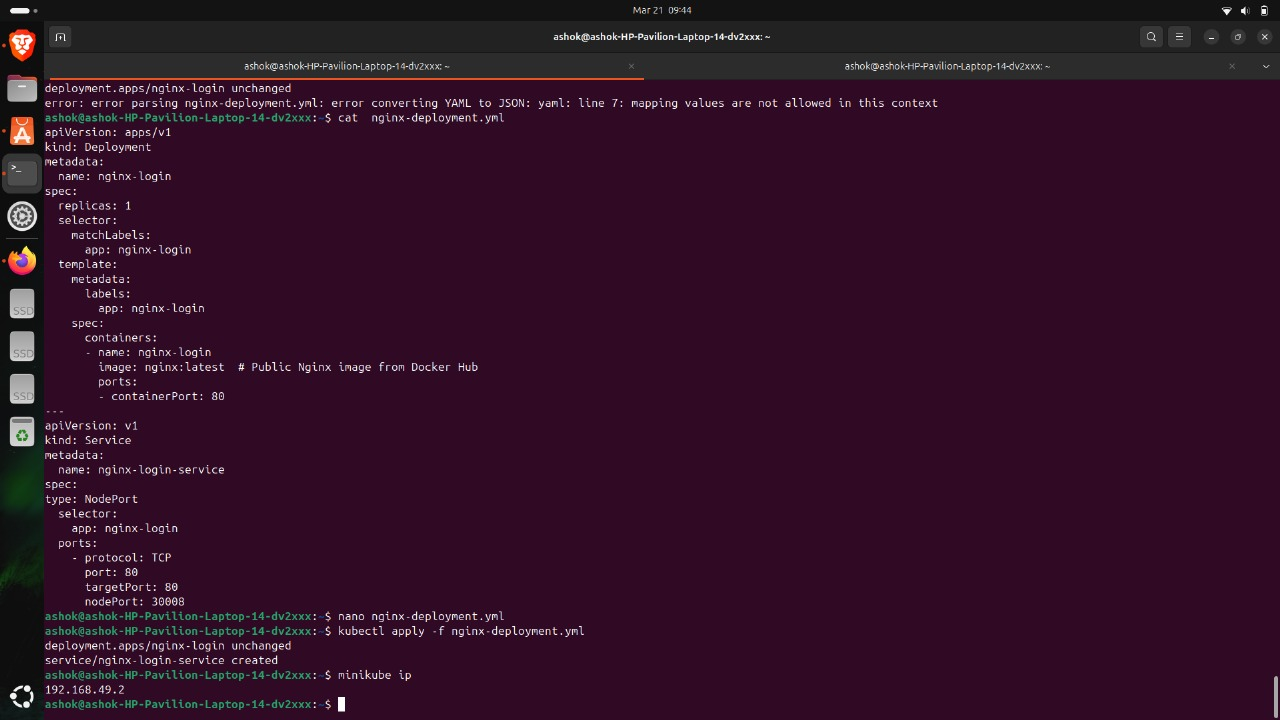 Mar 21 09:44
ashok@ashok-HP-Pavilion-Laptop-14-dv2xxx: ~
ashok@ashok-HP-Pavilion-Laptop-14-dv2xxx: ~
ashok@ashok-HP-Pavilion-Laptop-14-dv2xxx: ~
deployment.apps/nginx-login unchanged
error: error parsing nginx-deployment.yml: error converting YAML to JSON: yaml: line 7: mapping values are not allowed in this context
ashok@ashok-HP-Pavilion-Laptop-14-dv2xxx:~$ cat  nginx-deployment.yml
apiVersion: apps/v1
kind: Deployment
metadata:
  name: nginx-login
spec:
  replicas: 1
  selector:
    matchLabels:
      app: nginx-login
  template:
    metadata:
      labels:
        app: nginx-login
    spec:
      containers:
      - name: nginx-login
        image: nginx:latest  # Public Nginx image from Docker Hub
        ports:
        - containerPort: 80
---
apiVersion: v1
kind: Service
metadata:
  name: nginx-login-service
spec:
type: NodePort
  selector:
    app: nginx-login
  ports:
    - protocol: TCP
      port: 80
      targetPort: 80
      nodePort: 30008
ashok@ashok-HP-Pavilion-Laptop-14-dv2xxx:~$ nano nginx-deployment.yml
ashok@ashok-HP-Pavilion-Laptop-14-dv2xxx:~$ kubectl apply -f nginx-deployment.yml
deployment.apps/nginx-login unchanged
service/nginx-login-service created
ashok@ashok-HP-Pavilion-Laptop-14-dv2xxx:~$ minikube ip
192.168.49.2
ashok@ashok-HP-Pavilion-Laptop-14-dv2xxx:~$
SSD
SSD
SSD